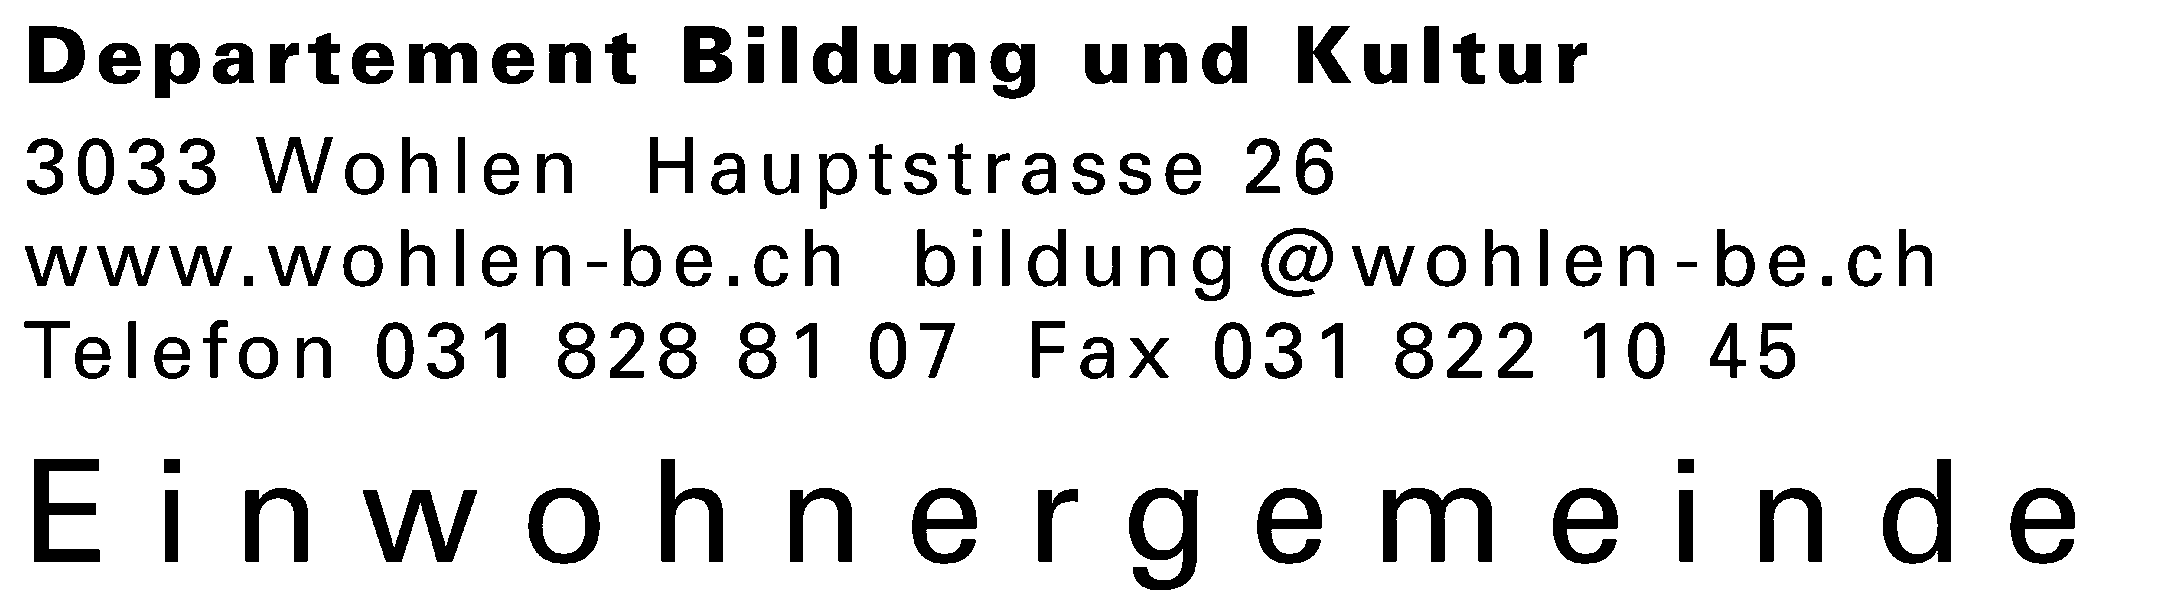 Departement Bildung und Kultur
3033 Wohlen  Hauptstrasse 26
www.wohlen-be.ch  bildung@wohlen-be.ch
Telefon 031 828 81 07  Fax 031 822 10 45
Einwohnergemeinde